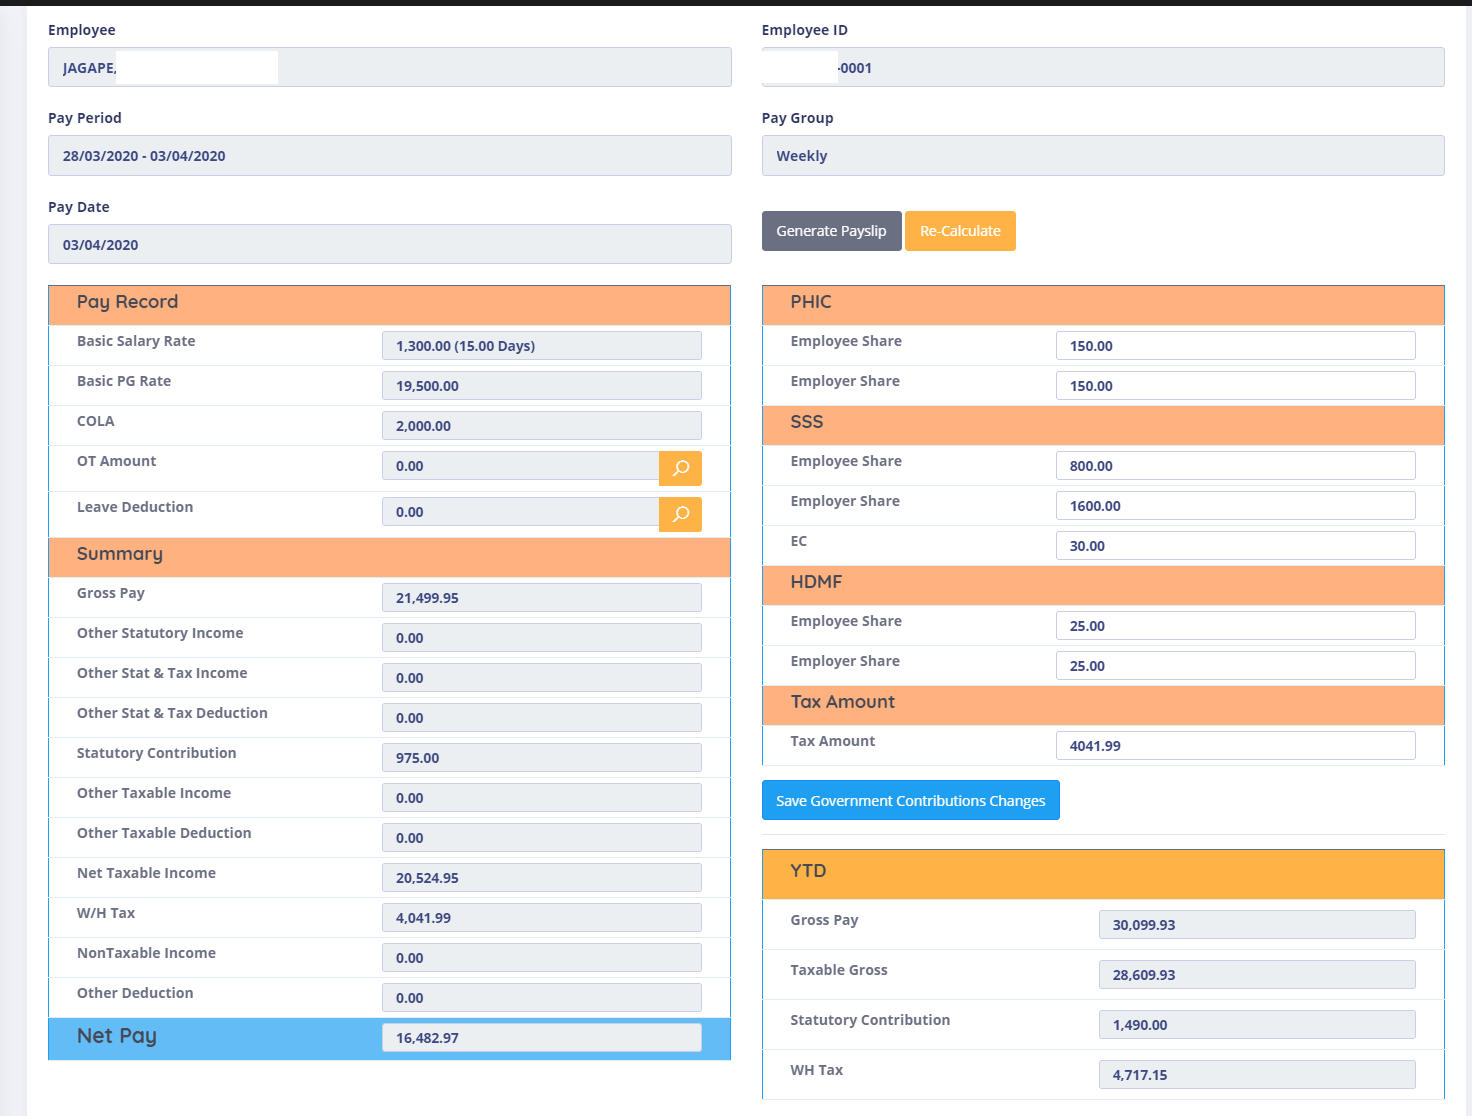 Employee
JAGAPE,
Employee ID
-0001
Pay Period
28/03/2020 - 03/04/2020
Pay Group
Weekly
Pay Date
03/04/2020
Generate Payslip
Re-Calculate
Pay Record
Basic Salary Rate
1,300.00 (15.00 Days)
Basic PG Rate
19,500.00
COLA
2,000.00
OT Amount
0.00
Leave Deduction
0.00
Summary
Gross Pay
21,499.95
Other Statutory Income
0.00
Other Stat & Tax Income
0.00
Other Stat & Tax Deduction
0.00
Statutory Contribution
975.00
Other Taxable Income
0.00
Other Taxable Deduction
0.00
Net Taxable Income
20,524.95
W/H Tax
4,041.99
NonTaxable Income
0.00
Other Deduction
0.00
Net Pay
16,482.97
PHIC
Employee Share
150.00
Employer Share
150.00
SSS
Employee Share
800.00
Employer Share
1600.00
EC
30.00
HDMF
Employee Share
25.00
Employer Share
25.00
Tax Amount
Tax Amount
4041.99
Save Government Contributions Changes
YTD
Gross Pay
30,099.93
Taxable Gross
28,609.93
Statutory Contribution
1,490.00
WH Tax
4,717.15